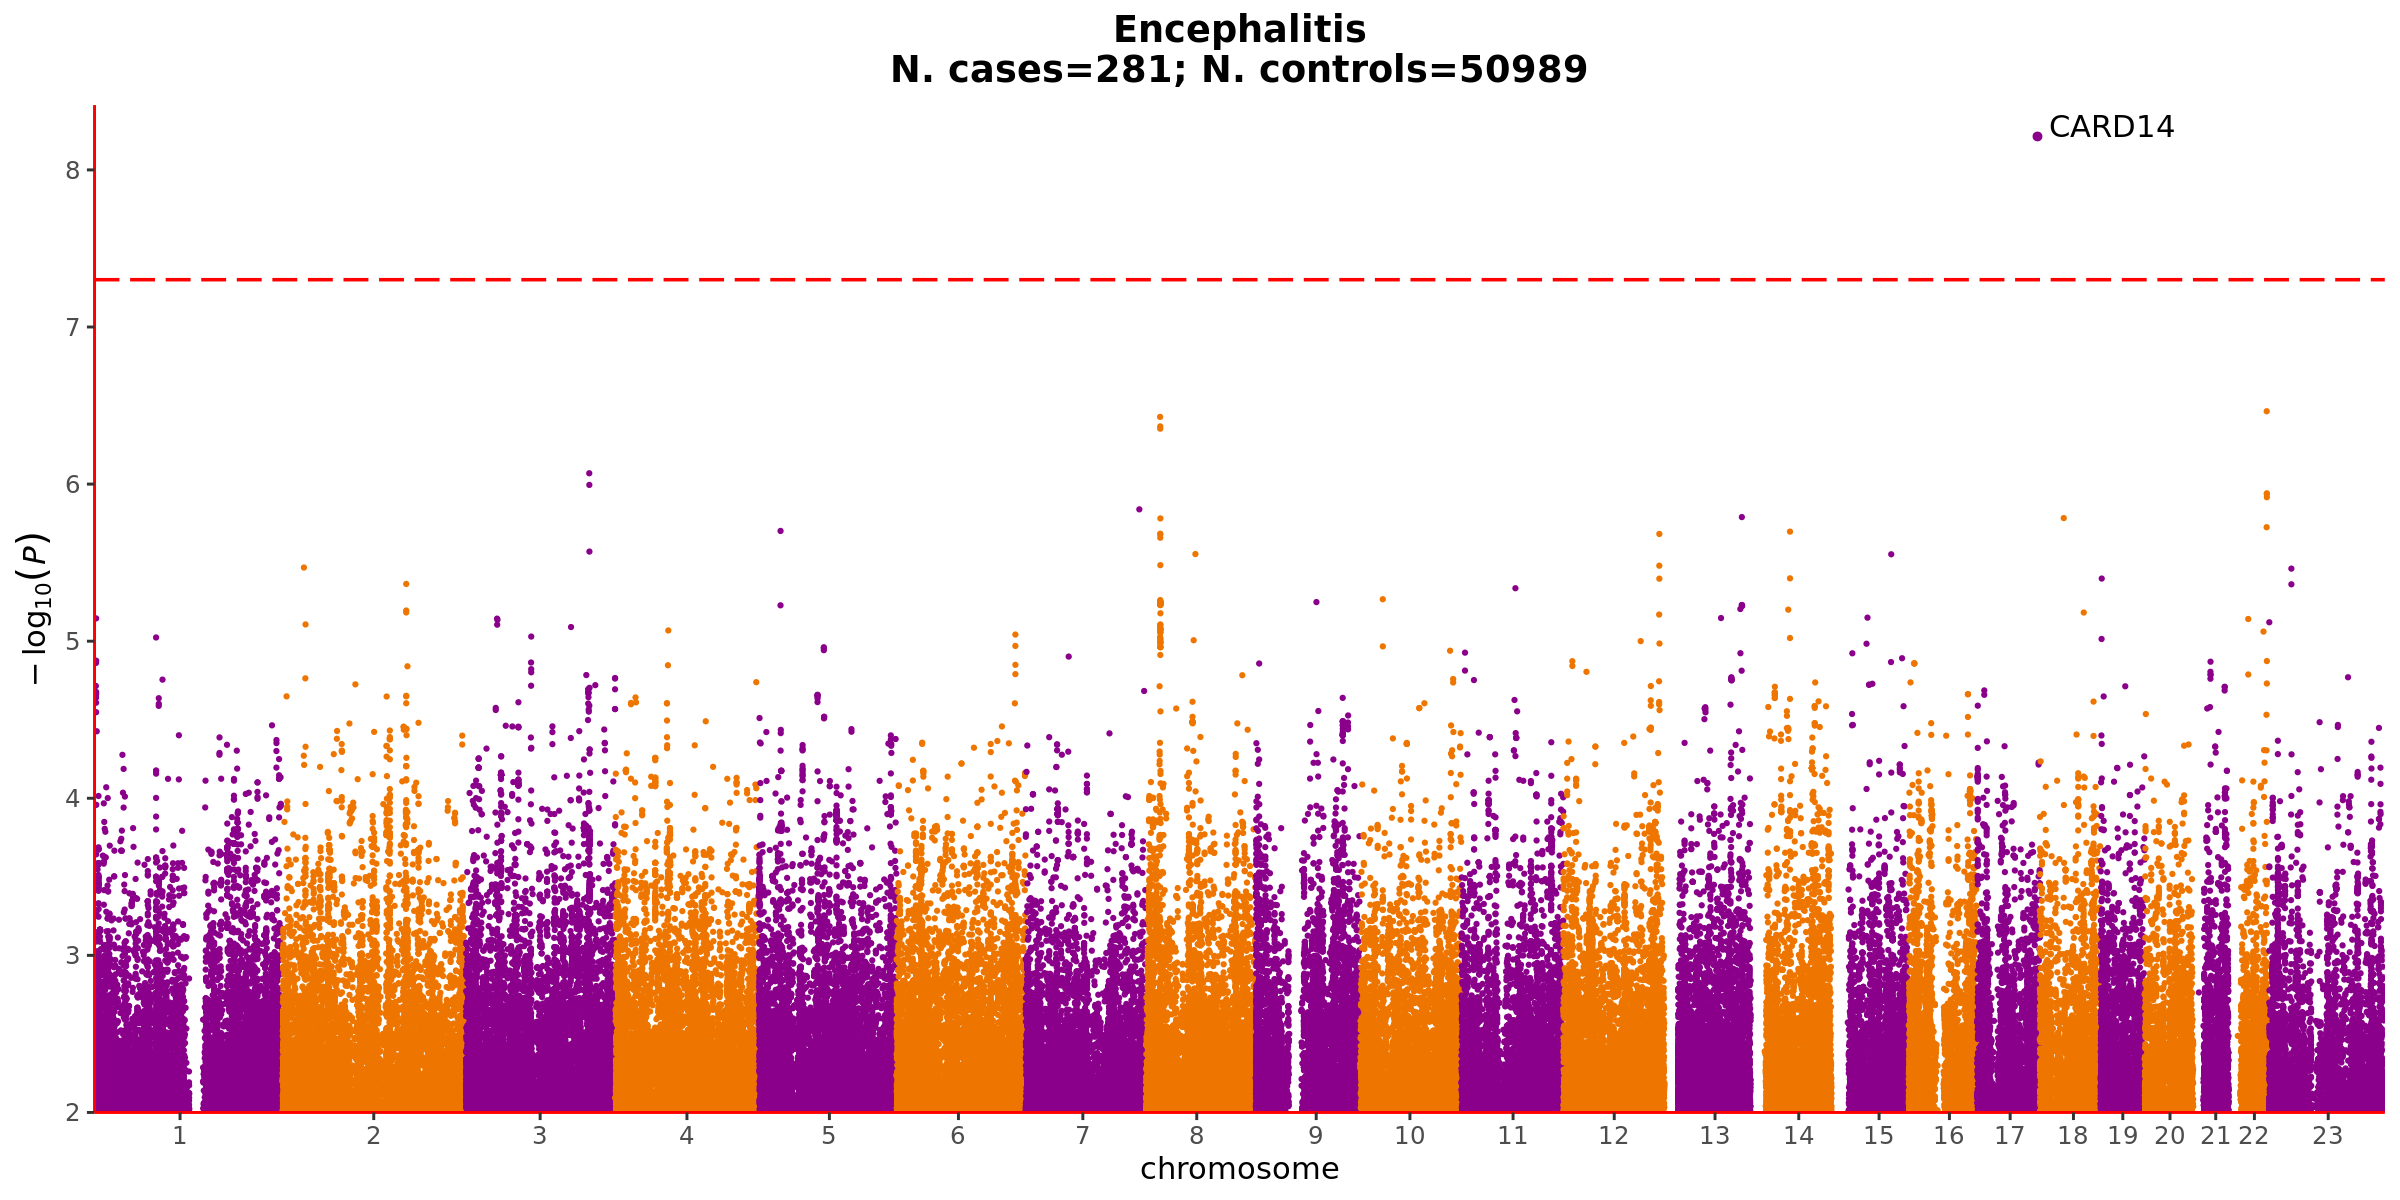 Encephalitis
N. cases=281; N. controls=50989
CARD14
8
7
6
5
4
3
2
−log10(P)
1 2 3 4 5 6 7 8 9 10 11 12 13 14 15 16 17 18 19 20 21 22 23
chromosome